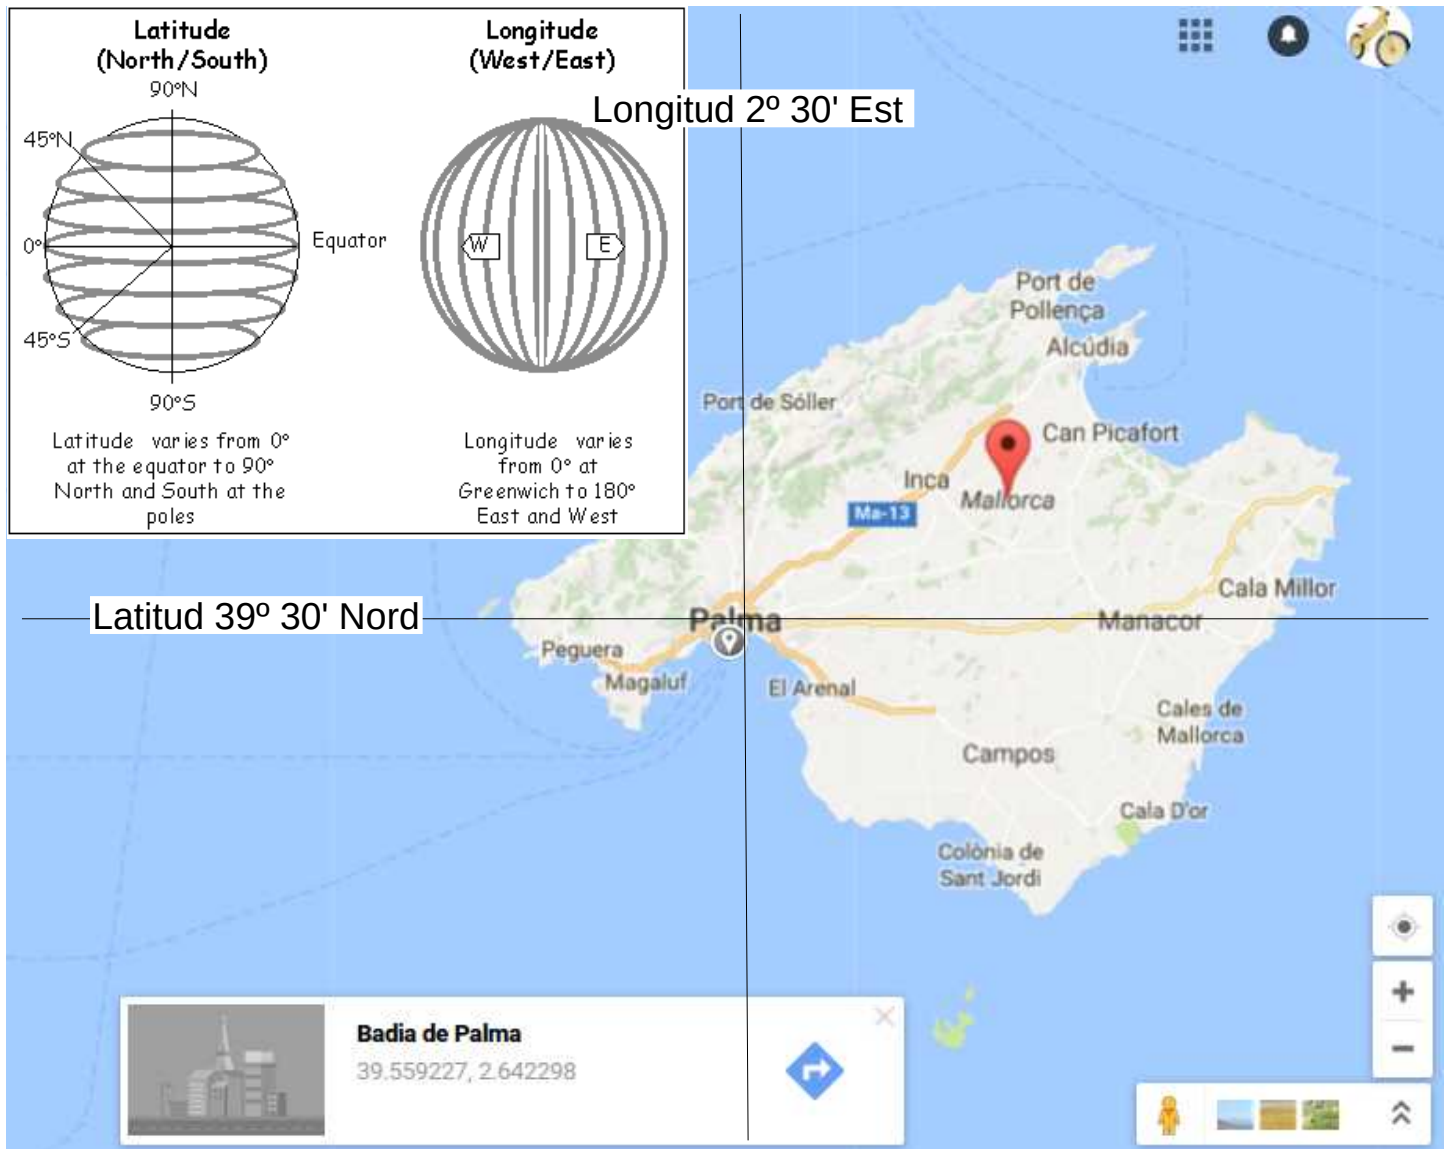 Latitude
(North/South)
90°N
45°N
0°
Equator
45°S
90°S
Latitude varies from 0°
at the equator to 90°
North and South at the
poles
Longitude
(West/East)
W
E
Longitude varies
from 0° at
Greenwich to 180°
East and West
Longitud 2º 30' Est
Port de
Pollença
Alcúdia
Port de Sóller
Can Picafort
Inca
Mallorca
Ma-13
Cala Millor
Latitud 39º 30' Nord
Palma
Manacor
Peguera
Magaluf
El Arenal
Cales de
Mallorca
Campos
Cala D'or
Colònia de
Sant Jordi
Badia de Palma
39.559227, 2.642298